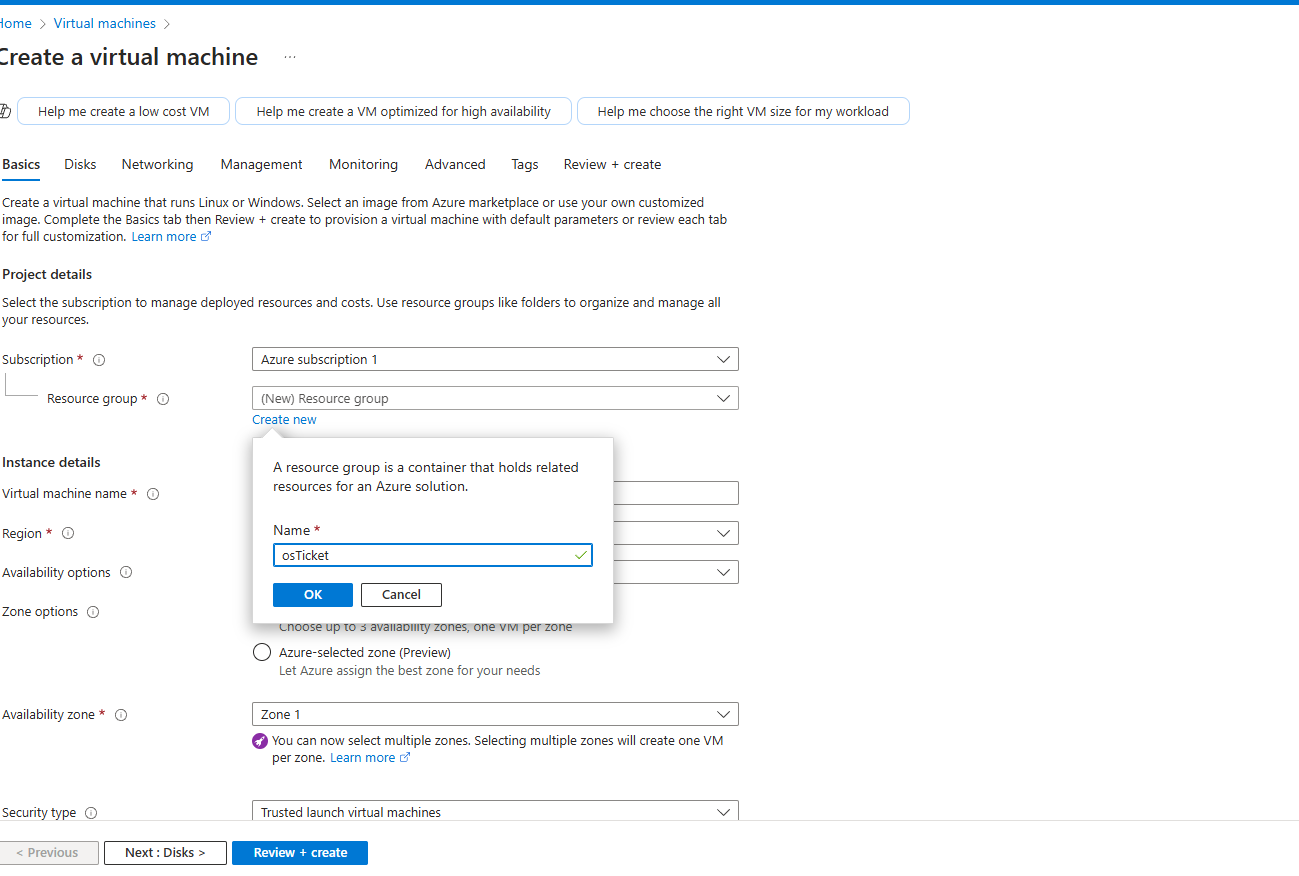 Home > Virtual machines >
Create a virtual machine ...
Help me create a low cost VM
Help me create a VM optimized for high availability
Help me choose the right VM size for my workload
Basics Disks Networking Management Monitoring Advanced Tags Review + create
Create a virtual machine that runs Linux or Windows. Select an image from Azure marketplace or use your own customized
image. Complete the Basics tab then Review + create to provision a virtual machine with default parameters or review each tab
for full customization. Learn more
Project details
Select the subscription to manage deployed resources and costs. Use resource groups like folders to organize and manage all
your resources.
Subscription *
Azure subscription 1
Resource group *
(New) Resource group
Create new
A resource group is a container that holds related
resources for an Azure solution.
Name *
osTicket
OK
Cancel
Instance details
Virtual machine name *
Region *
Availability options
Zone options
Choose up to 3 availability zones, one VM per zone
Azure-selected zone (Preview)
Let Azure assign the best zone for your needs
Availability zone *
Zone 1
You can now select multiple zones. Selecting multiple zones will create one VM
per zone. Learn more
Security type
Trusted launch virtual machines
< Previous
Next : Disks >
Review + create